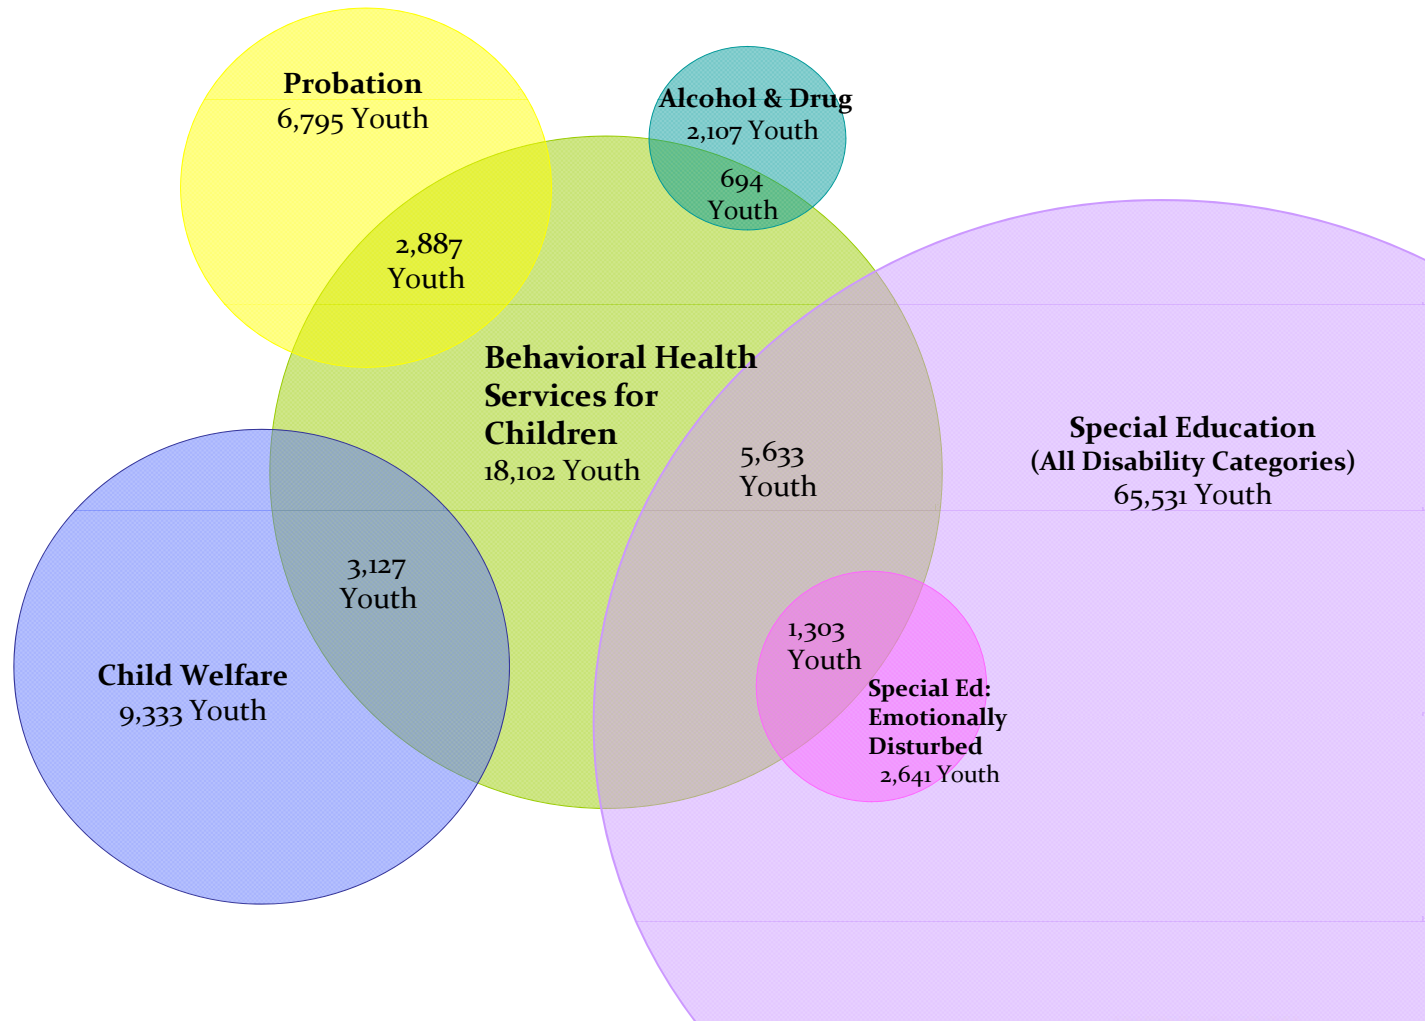 Probation
6,795 Youth
Alcohol & Drug
2,107 Youth
694
Youth
2,887
Youth
Behavioral Health
Services for
Children
18,102 Youth
5,633
Youth
Special Education
(All Disability Categories)
65,531 Youth
3,127
Youth
1,303
Youth
Child Welfare
9,333 Youth
Special Ed:
Emotionally
Disturbed
2,641 Youth